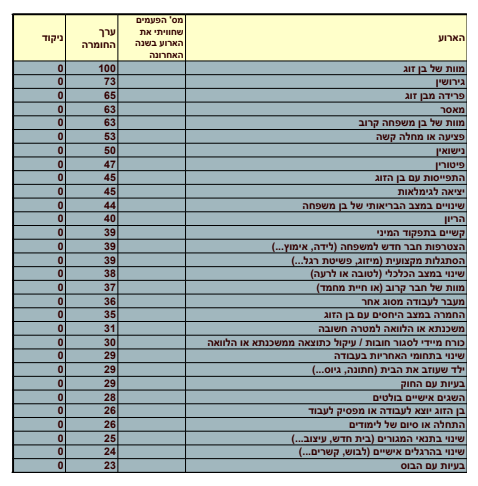 הארוע מס' הפעמים שחוויתי את הארוע בשנה האחרונה ערך החומרה ניקוד
מוות של בן זוג 100 0
גירושין 73 0
פרידה מבן זוג 65 0
מאסר 63 0
מוות של בן משפחה קרוב 63 0
פציעה או מחלה קשה 53 0
נישואין 50 0
פיטורין 47 0
התפייסות עם בן הזוג 45 0
יציאה לגימלאות 45 0
שינויים במצב הבריאותי של בן משפחה 44 0
הריון 40 0
קשיים בתפקוד המיני 39 0
הצטרפות חבר חדש למשפחה (לידה, אימוץ...) 39 0
הסתגלות מקצועית (מיזוג, פשיטת רגל...) 39 0
שינוי במצב הכלכלי (לטובה או לרעה) 38 0
מוות של חבר קרוב (או חיית מחמד) 37 0
מעבר לעבודה מסוג אחר 36 0
החמרה במצב היחסים עם בן הזוג 35 0
משכנתא או הלוואה למטרה חשובה 31 0
כורח מיידי לסגור חובות / עיקול כתוצאה ממשכנתא או הלוואה 30 0
שינוי בתחומי האחריות בעבודה 29 0
ילד שעוזב את הבית (חתונה, גיוס...) 29 0
בעיות עם החוק 29 0
השגים אישיים בולטים 28 0
בן הזוג יוצא לעבודה או מפסיק לעבוד 26 0
התחלה או סיום של לימודים 26 0
שינוי בתנאי המגורים (בית חדש, עיצוב...) 25 0
שינוי בהרגלים אישיים (לבוש, קשרים...) 24 0
בעיות עם הבוס 23 0